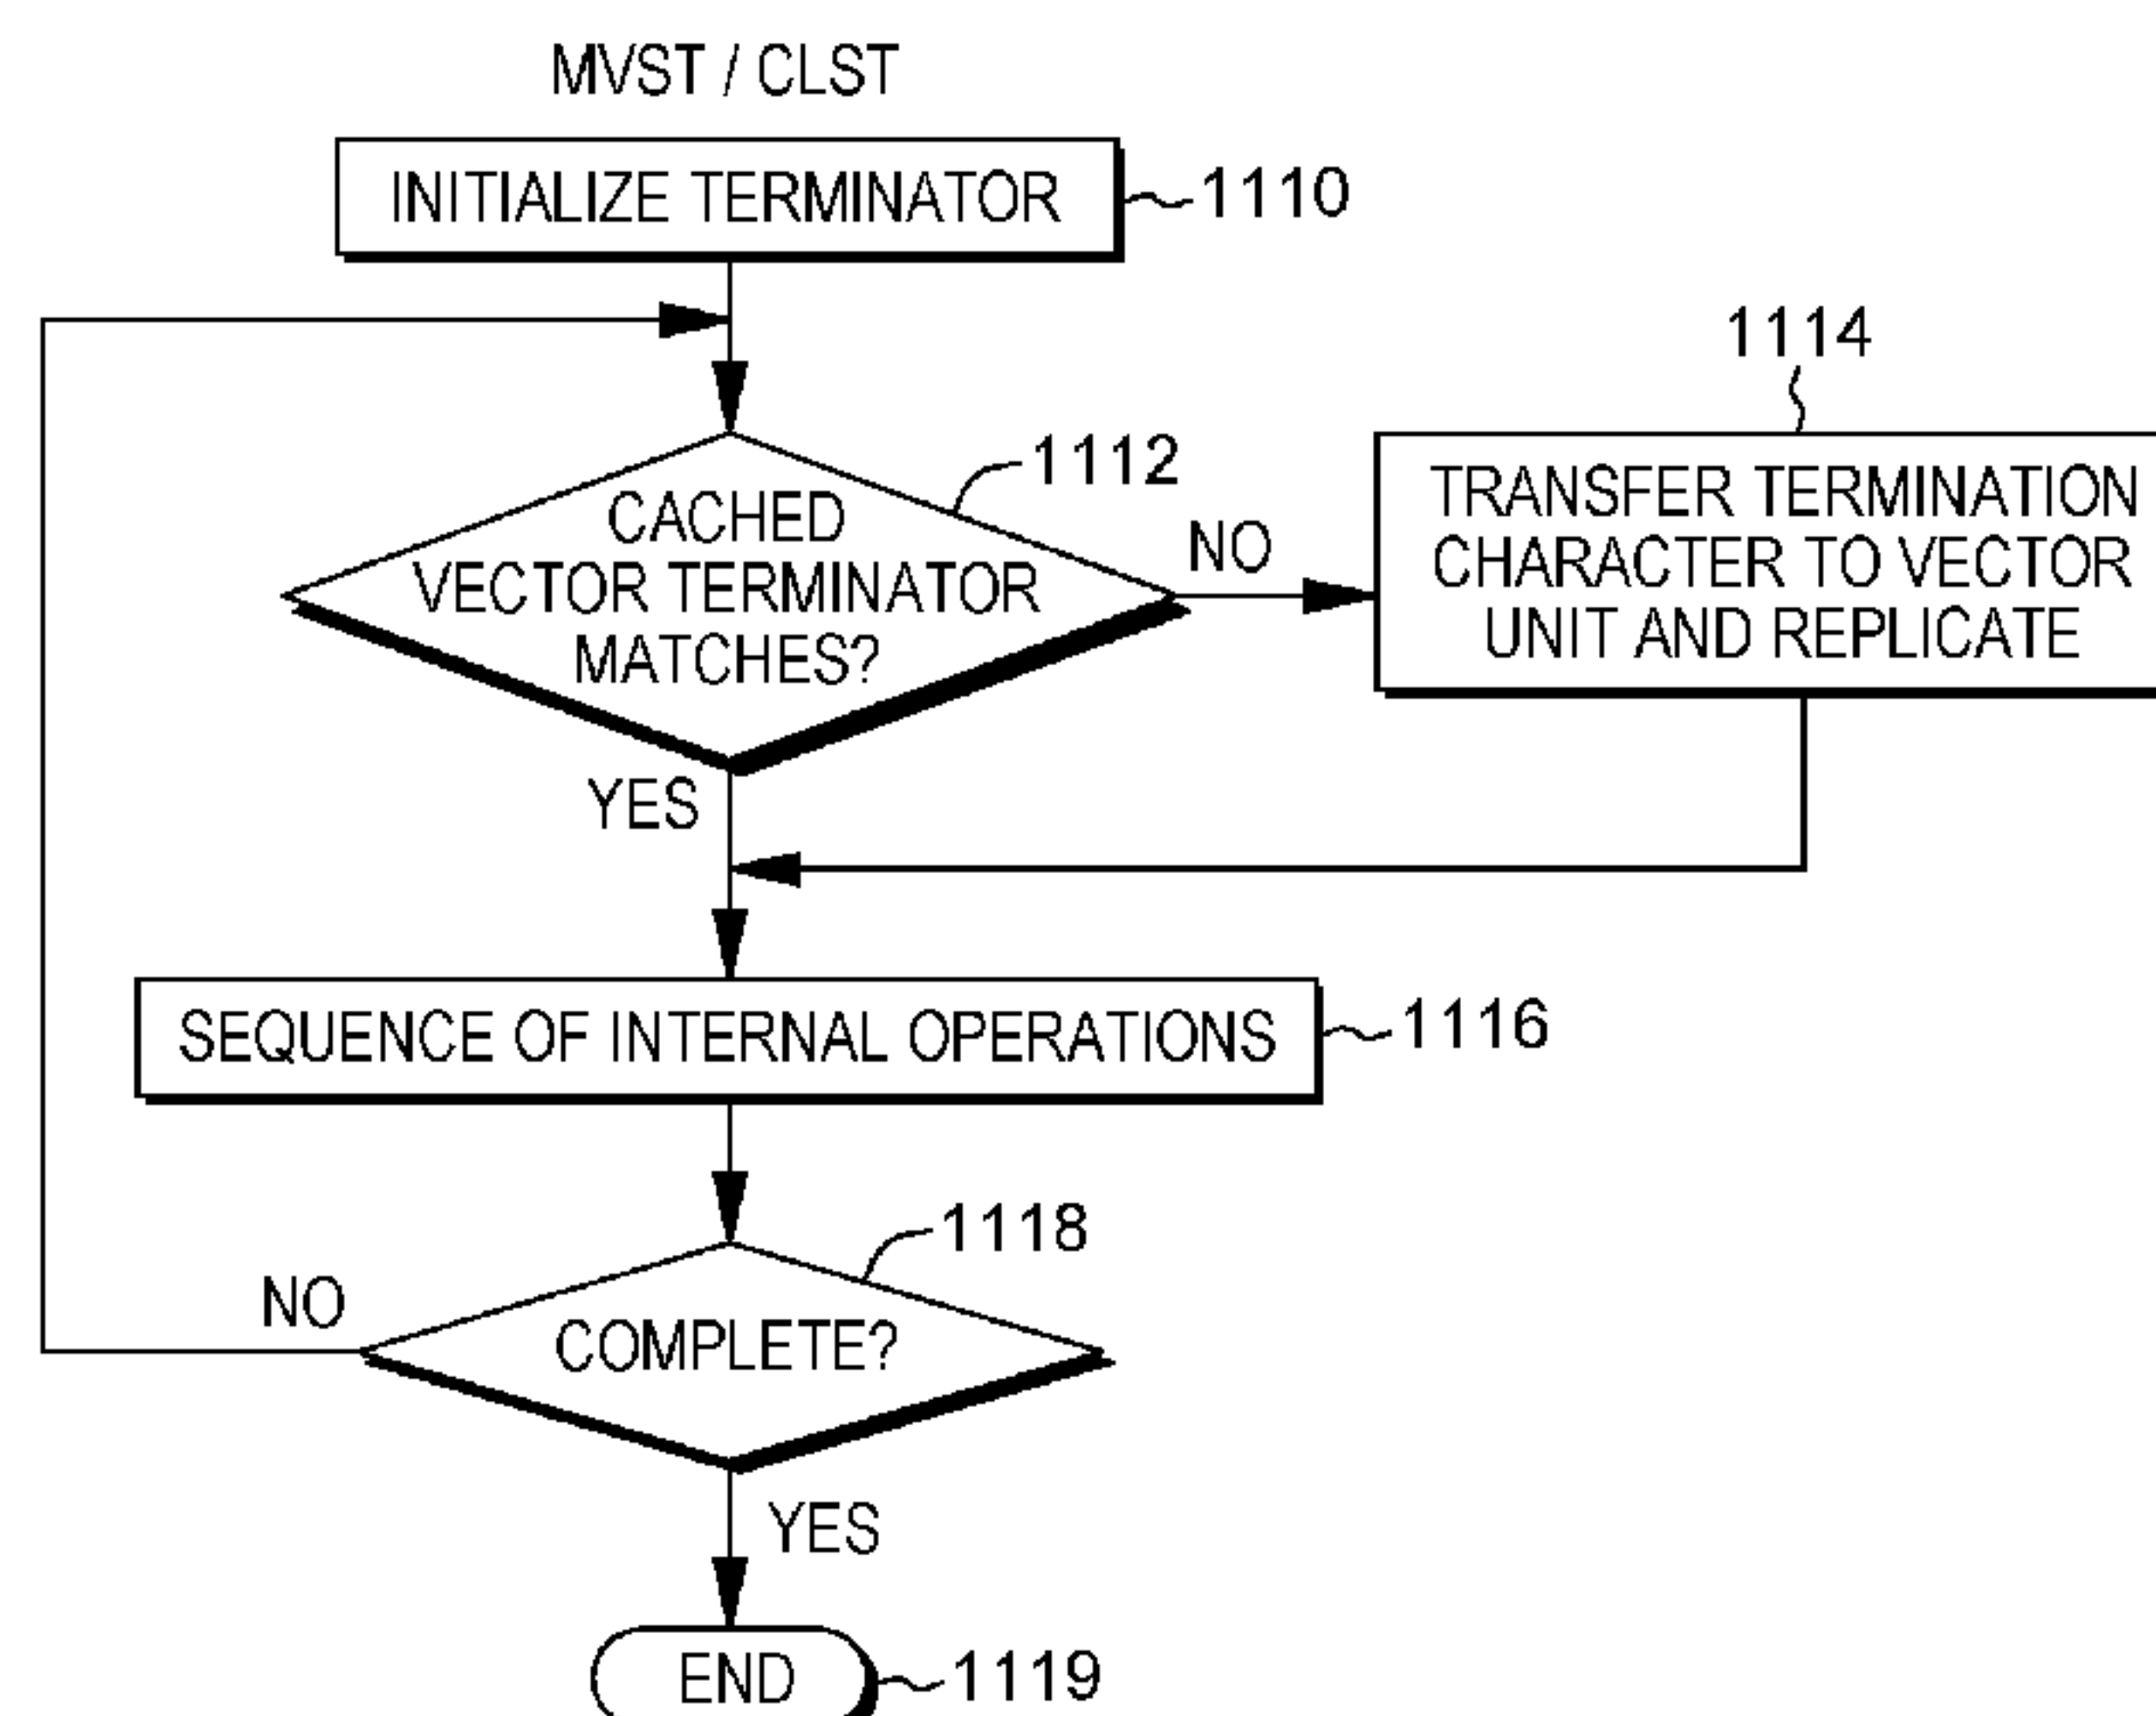 MVST / CLST
INITIALIZE TERMINATOR
1110
1114
1112
CACHED
VECTOR TERMINATOR
MATCHES?
NO
TRANSFER TERMINATION
CHARACTER TO VECTOR
UNIT AND REPLICATE
YES
SEQUENCE OF INTERNAL OPERATIONS
1116
1118
NO
COMPLETE?
YES
END
1119